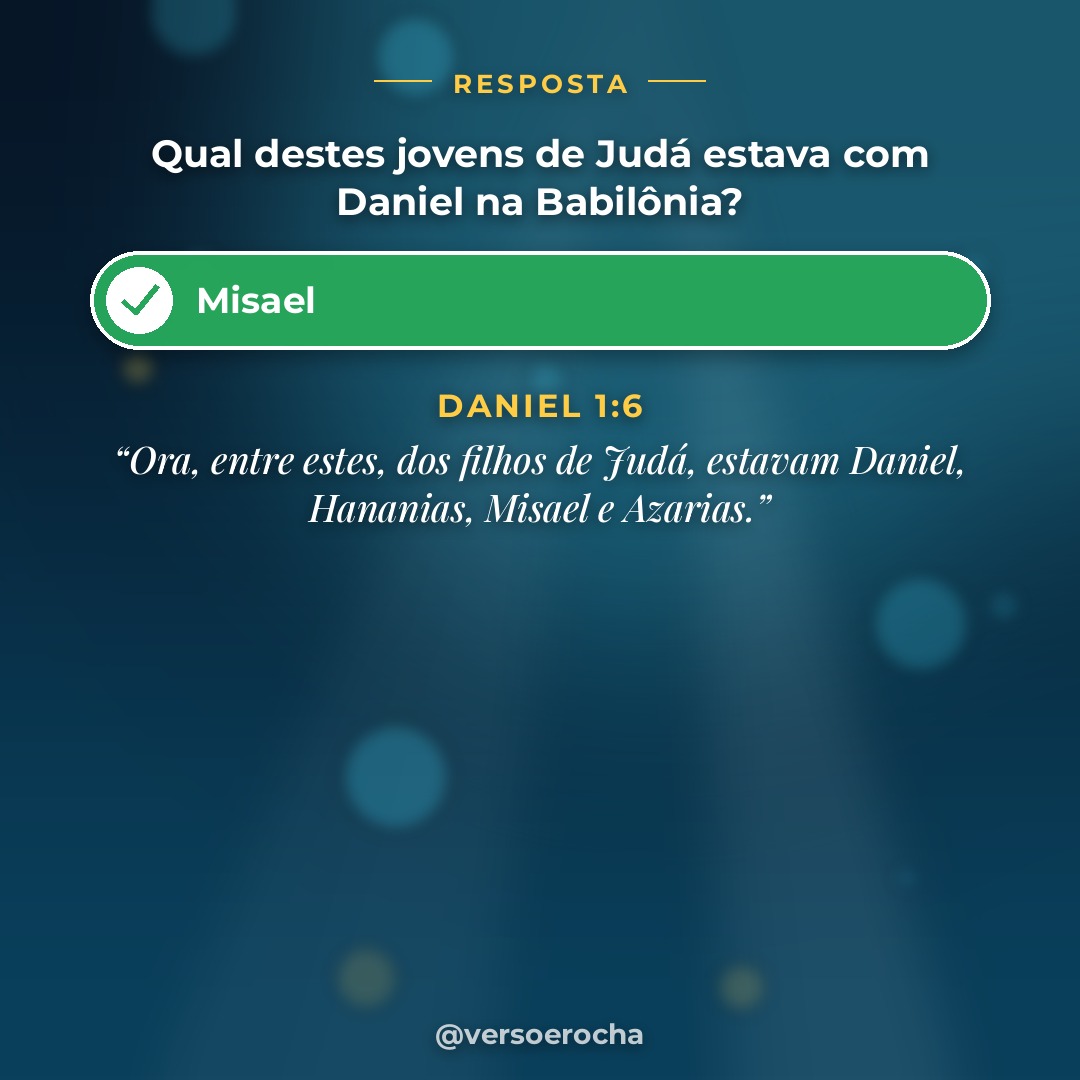 RESPOSTA
Qual destes jovens de Judá estava com
Daniel na Babilônia?
Misael
DANIEL 1:6
“Ora, entre estes, dos filhos de Judá, estavam Daniel,
Hananias, Misael e Azarias.”
@versoerocha